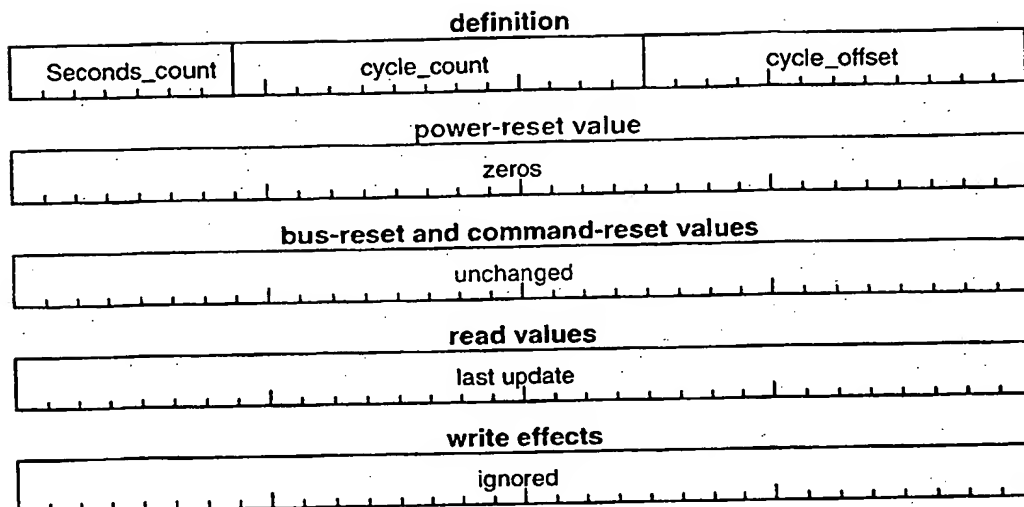 definition
Seconds_count cycle_count cycle_offset
power-reset value
zeros
bus-reset and command-reset values
unchanged
read values
last update
write effects
ignored